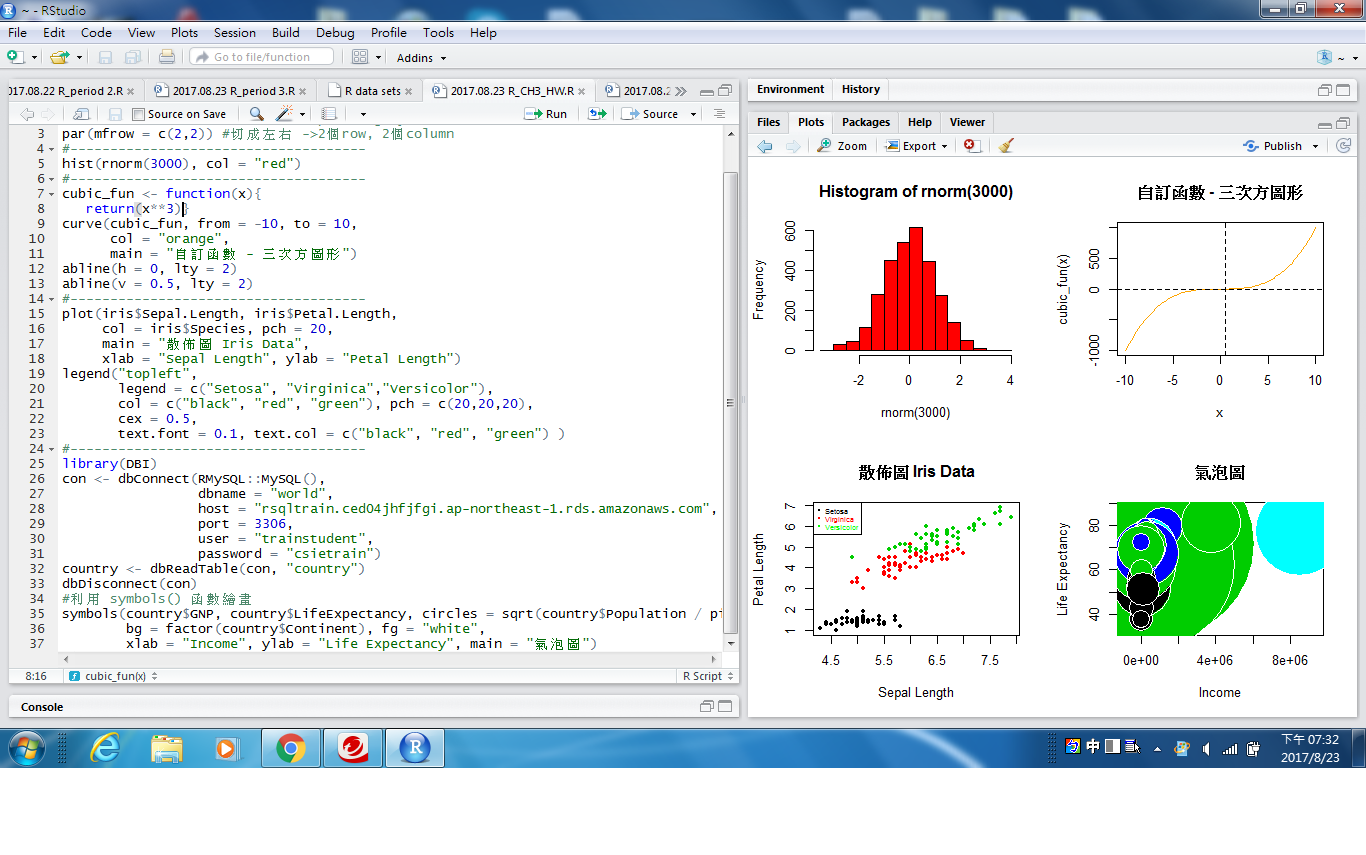 ~ - RStudio
File Edit Code View Plots Session Build Debug Profile Tools Help
Go to file/function Addins ~
017.08.22 R_period 2.R 2017.08.23 R_period 3.R R data sets 2017.08.23 R_CH3_HW.R 2017.08.2
Source on Save Run Source
3 par(mfrow = c(2,2)) #切成左右 ->2個row, 2個column
4 #-------------------------------------
5 hist(rnorm(3000), col = "red")
6 #-------------------------------------
7 cubic_fun <- function(x){
8 return(x**3)}
9 curve(cubic_fun, from = -10, to = 10,
10 col = "orange",
11 main = "自訂函數 - 三次方圖形")
12 abline(h = 0, lty = 2)
13 abline(v = 0.5, lty = 2)
14 #-------------------------------------
15 plot(iris$Sepal.Length, iris$Petal.Length,
16 col = iris$Species, pch = 20,
17 main = "散佈圖 Iris Data",
18 xlab = "Sepal Length", ylab = "Petal Length")
19 legend("topleft",
20 legend = c("Setosa", "Virginica","Versicolor"),
21 col = c("black", "red", "green"), pch = c(20,20,20),
22 cex = 0.5,
23 text.font = 0.1, text.col = c("black", "red", "green") )
24 #-------------------------------------
25 library(DBI)
26 con <- dbConnect(RMySQL::MySQL(),
27 dbname = "world",
28 host = "rsqltrain.ced04jhfjfgi.ap-northeast-1.rds.amazonaws.com",
29 port = 3306,
30 user = "trainstudent",
31 password = "csietrain")
32 country <- dbReadTable(con, "country")
33 dbDisconnect(con)
34 #利用 symbols() 函數繪畫
35 symbols(country$GNP, country$LifeExpectancy, circles = sqrt(country$Population / pi
36 bg = factor(country$Continent), fg = "white",
37 xlab = "Income", ylab = "Life Expectancy", main = "氣泡圖")
8:16 cubic_fun(x) R Script
Console
Environment History
Files Plots Packages Help Viewer
Zoom Export Publish
Histogram of rnorm(3000)
Frequency
0 200 400 600
-2 0 2 4
rnorm(3000)
自訂函數 - 三次方圖形
cubic_fun(x)
-1000 0 500
-10 -5 0 5 10
x
散佈圖 Iris Data
Setosa
Virginica
Versicolor
Petal Length
1 2 3 4 5 6 7
4.5 5.5 6.5 7.5
Sepal Length
氣泡圖
Life Expectancy
40 60 80
0e+00 4e+06 8e+06
Income
中
下午 07:32
2017/8/23